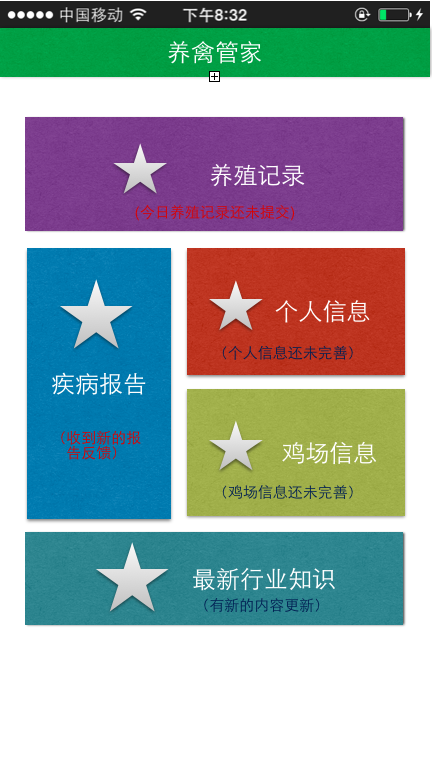 中国移动 下午8:32
养禽管家
养殖记录
(今日养殖记录还未提交)
疾病报告
（收到新的报
告反馈）
个人信息
（个人信息还未完善）
鸡场信息
（鸡场信息还未完善）
最新行业知识
（有新的内容更新）